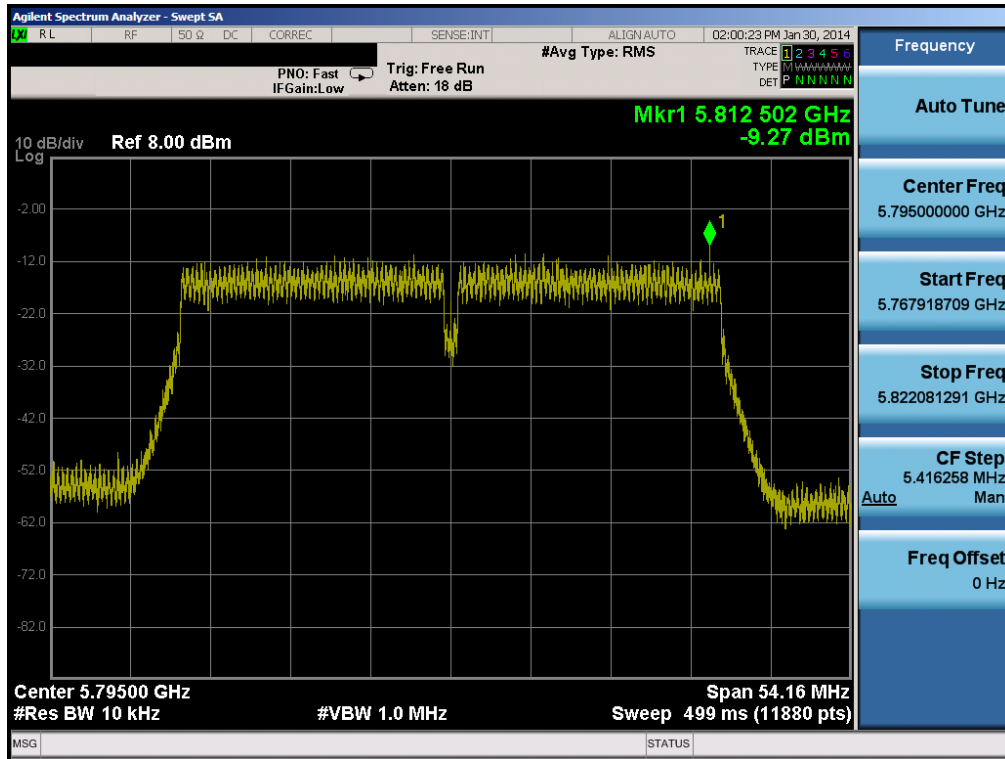 Agilent Spectrum Analyzer - Swept SA
LXI RL RF 50 Ω DC CORREC SENSE:INT ALIGN AUTO 02:00:23 PM Jan 30, 2014
#Avg Type: RMS TRACE 1 2 3 4 5 6
PNO: Fast Trig: Free Run TYPE M WWWWW
IFGain:Low Atten: 18 dB DET P N N N N N
Mkr1 5.812 502 GHz
-9.27 dBm
10 dB/div Ref 8.00 dBm
Log
1
-2.00
-12.0
-22.0
-32.0
-42.0
-52.0
-62.0
-72.0
-82.0
Center 5.79500 GHz Span 54.16 MHz
#Res BW 10 kHz #VBW 1.0 MHz Sweep 499 ms (11880 pts)
MSG STATUS
Frequency
Auto Tune
Center Freq
5.795000000 GHz
Start Freq
5.767918709 GHz
Stop Freq
5.822081291 GHz
CF Step
5.416258 MHz
Auto Man
Freq Offset
0 Hz